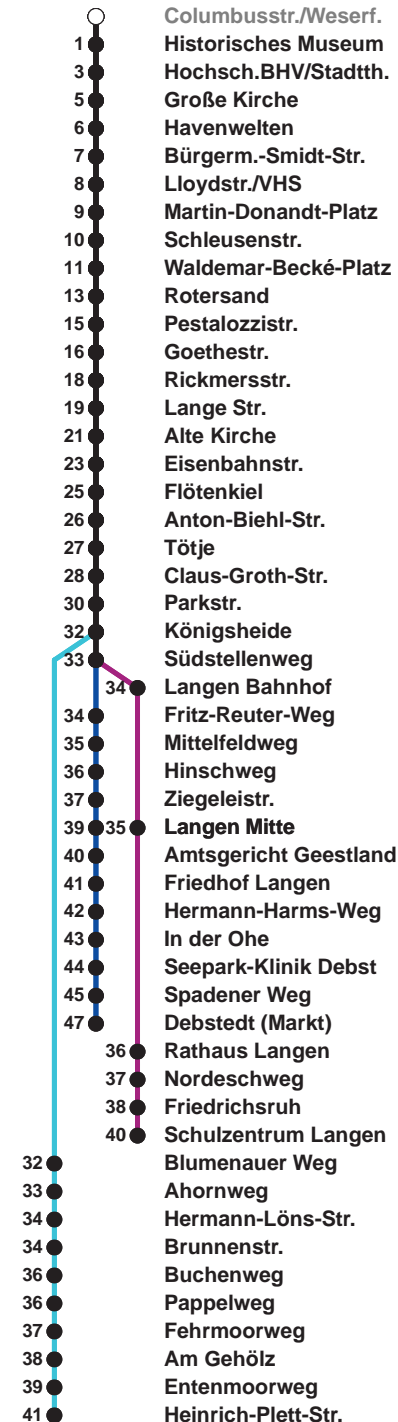 Columbusstr./Weserf.
1 Historisches Museum
3 Hochsch.BHV/Stadtth.
5 Große Kirche
6 Havenwelten
7 Bürgerm.-Smidt-Str.
8 Lloydstr./VHS
9 Martin-Donandt-Platz
10 Schleusenstr.
11 Waldemar-Becké-Platz
13 Rotersand
15 Pestalozzistr.
16 Goethestr.
18 Rickmersstr.
19 Lange Str.
21 Alte Kirche
23 Eisenbahnstr.
25 Flötenkiel
26 Anton-Biehl-Str.
27 Tötje
28 Claus-Groth-Str.
30 Parkstr.
32 Königsheide
33 Südstellenweg
34 Langen Bahnhof
34 Fritz-Reuter-Weg
35 Mittelfeldweg
36 Hinschweg
37 Ziegeleistr.
39 35 Langen Mitte
40 Amtsgericht Geestland
41 Friedhof Langen
42 Hermann-Harms-Weg
43 In der Ohe
44 Seepark-Klinik Debst
45 Spadener Weg
47 Debstedt (Markt)
36 Rathaus Langen
37 Nordeschweg
38 Friedrichsruh
40 Schulzentrum Langen
32 Blumenauer Weg
33 Ahornweg
34 Hermann-Löns-Str.
34 Brunnenstr.
36 Buchenweg
36 Pappelweg
37 Fehrmoorweg
38 Am Gehölz
39 Entenmoorweg
41 Heinrich-Plett-Str.